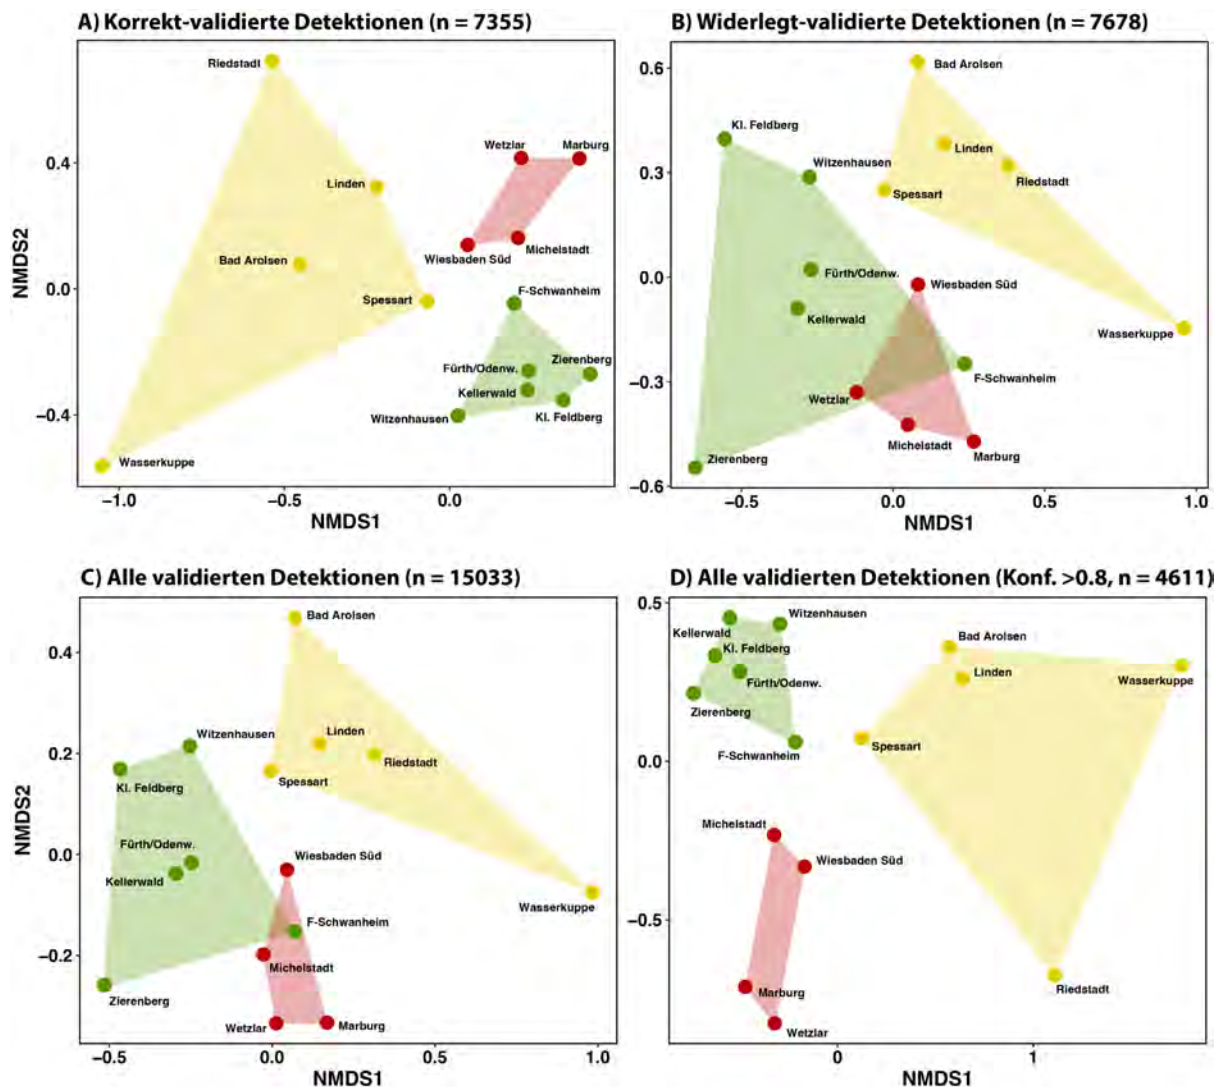 A) Korrekt-validierte Detektionen (n = 7355)
Riedstadt
Wetzlar
Marburg
0.4
Linden
Michelstadt
Wiesbaden Süd
Bad Arolsen
0.0
Spessart
F-Schwanheim
Zierenberg
Fürth/Odenw.
Kellerwald
−0.4
Witzenhausen
Kl. Feldberg
Wasserkuppe
NMDS2
−1.0
−0.5
0.0
NMDS1
B) Widerlegt-validierte Detektionen (n = 7678)
0.6
Bad Arolsen
Kl. Feldberg
Witzenhausen
Linden
0.3
Riedstadt
Spessart
0.0
Fürth/Odenw.
Wiesbaden Süd
Kellerwald
Wasserkuppe
−0.3
F-Schwanheim
Wetzlar
Michelstadt
Marburg
Zierenberg
−0.6
−0.5
0.0
0.5
1.0
NMDS1
C) Alle validierten Detektionen (n = 15033)
Bad Arolsen
0.4
Witzenhausen
Linden
0.2
Riedstadt
Kl. Feldberg
Spessart
Fürth/Odenw.
0.0
Wiesbaden Süd
Kellerwald
Wasserkuppe
F-Schwanheim
−0.2
Michelstadt
Zierenberg
Wetzlar
Marburg
NMDS2
−0.5
0.0
0.5
1.0
NMDS1
D) Alle validierten Detektionen (Konf. >0.8, n = 4611)
0.5
Witzenhausen
Kellerwald
Kl. Feldberg
Bad Arolsen
Linden
Wasserkuppe
Fürth/Odenw.
Zierenberg
Spessart
F-Schwanheim
0.0
Michelstadt
Wiesbaden Süd
−0.5
Marburg
Riedstadt
Wetzlar
0
1
NMDS1